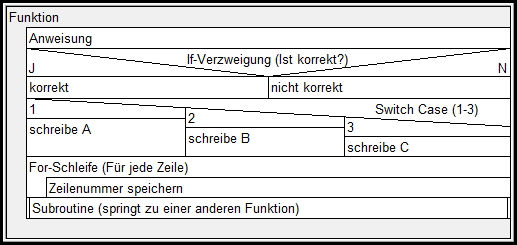 Funktion
Anweisung
If-Verzweigung (Ist korrekt?)
J N
korrekt nicht korrekt
Switch Case (1-3)
1 2 3
schreibe A
schreibe B
schreibe C
For-Schleife (Für jede Zeile)
Zeilenummer speichern
Subroutine (springt zu einer anderen Funktion)